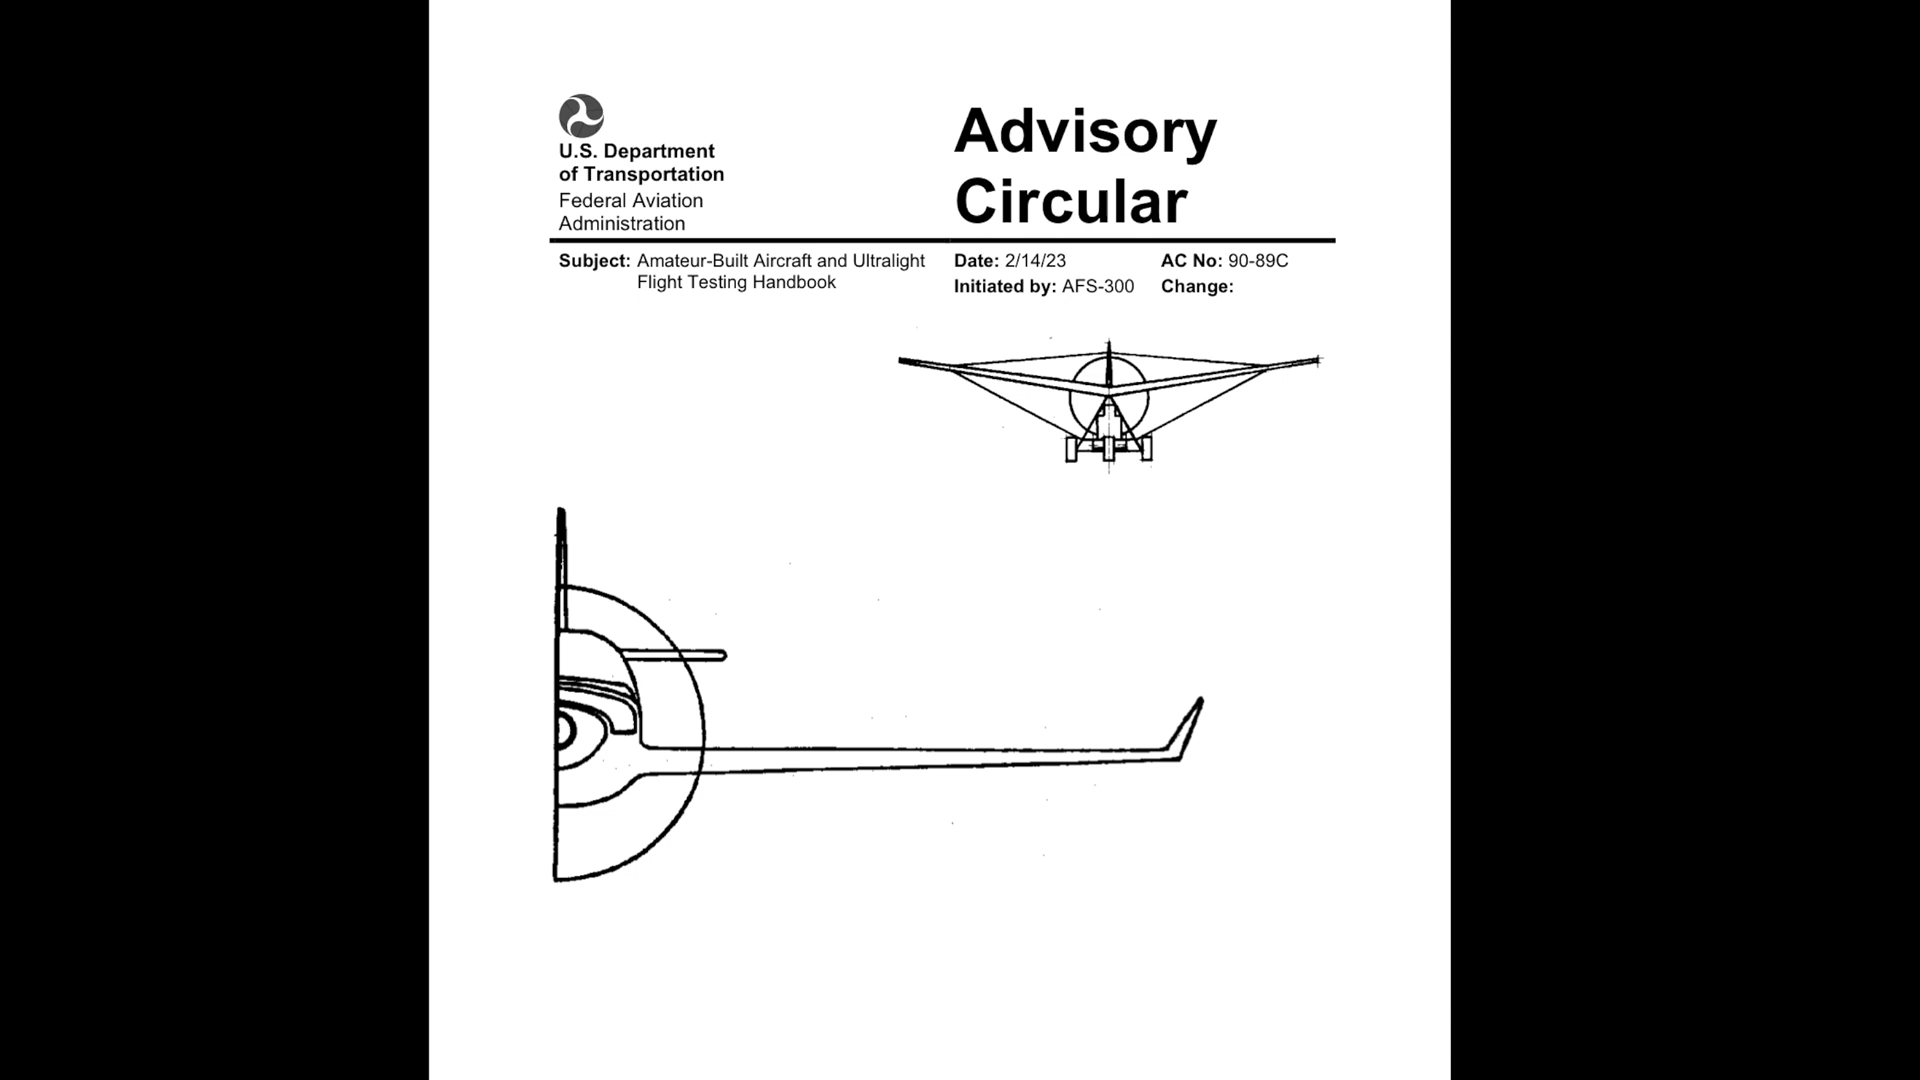 U.S. Department
of Transportation
Federal Aviation
Administration
Advisory
Circular
Subject: Amateur-Built Aircraft and Ultralight
Flight Testing Handbook
Date: 2/14/23
Initiated by: AFS-300
AC No: 90-89C
Change: